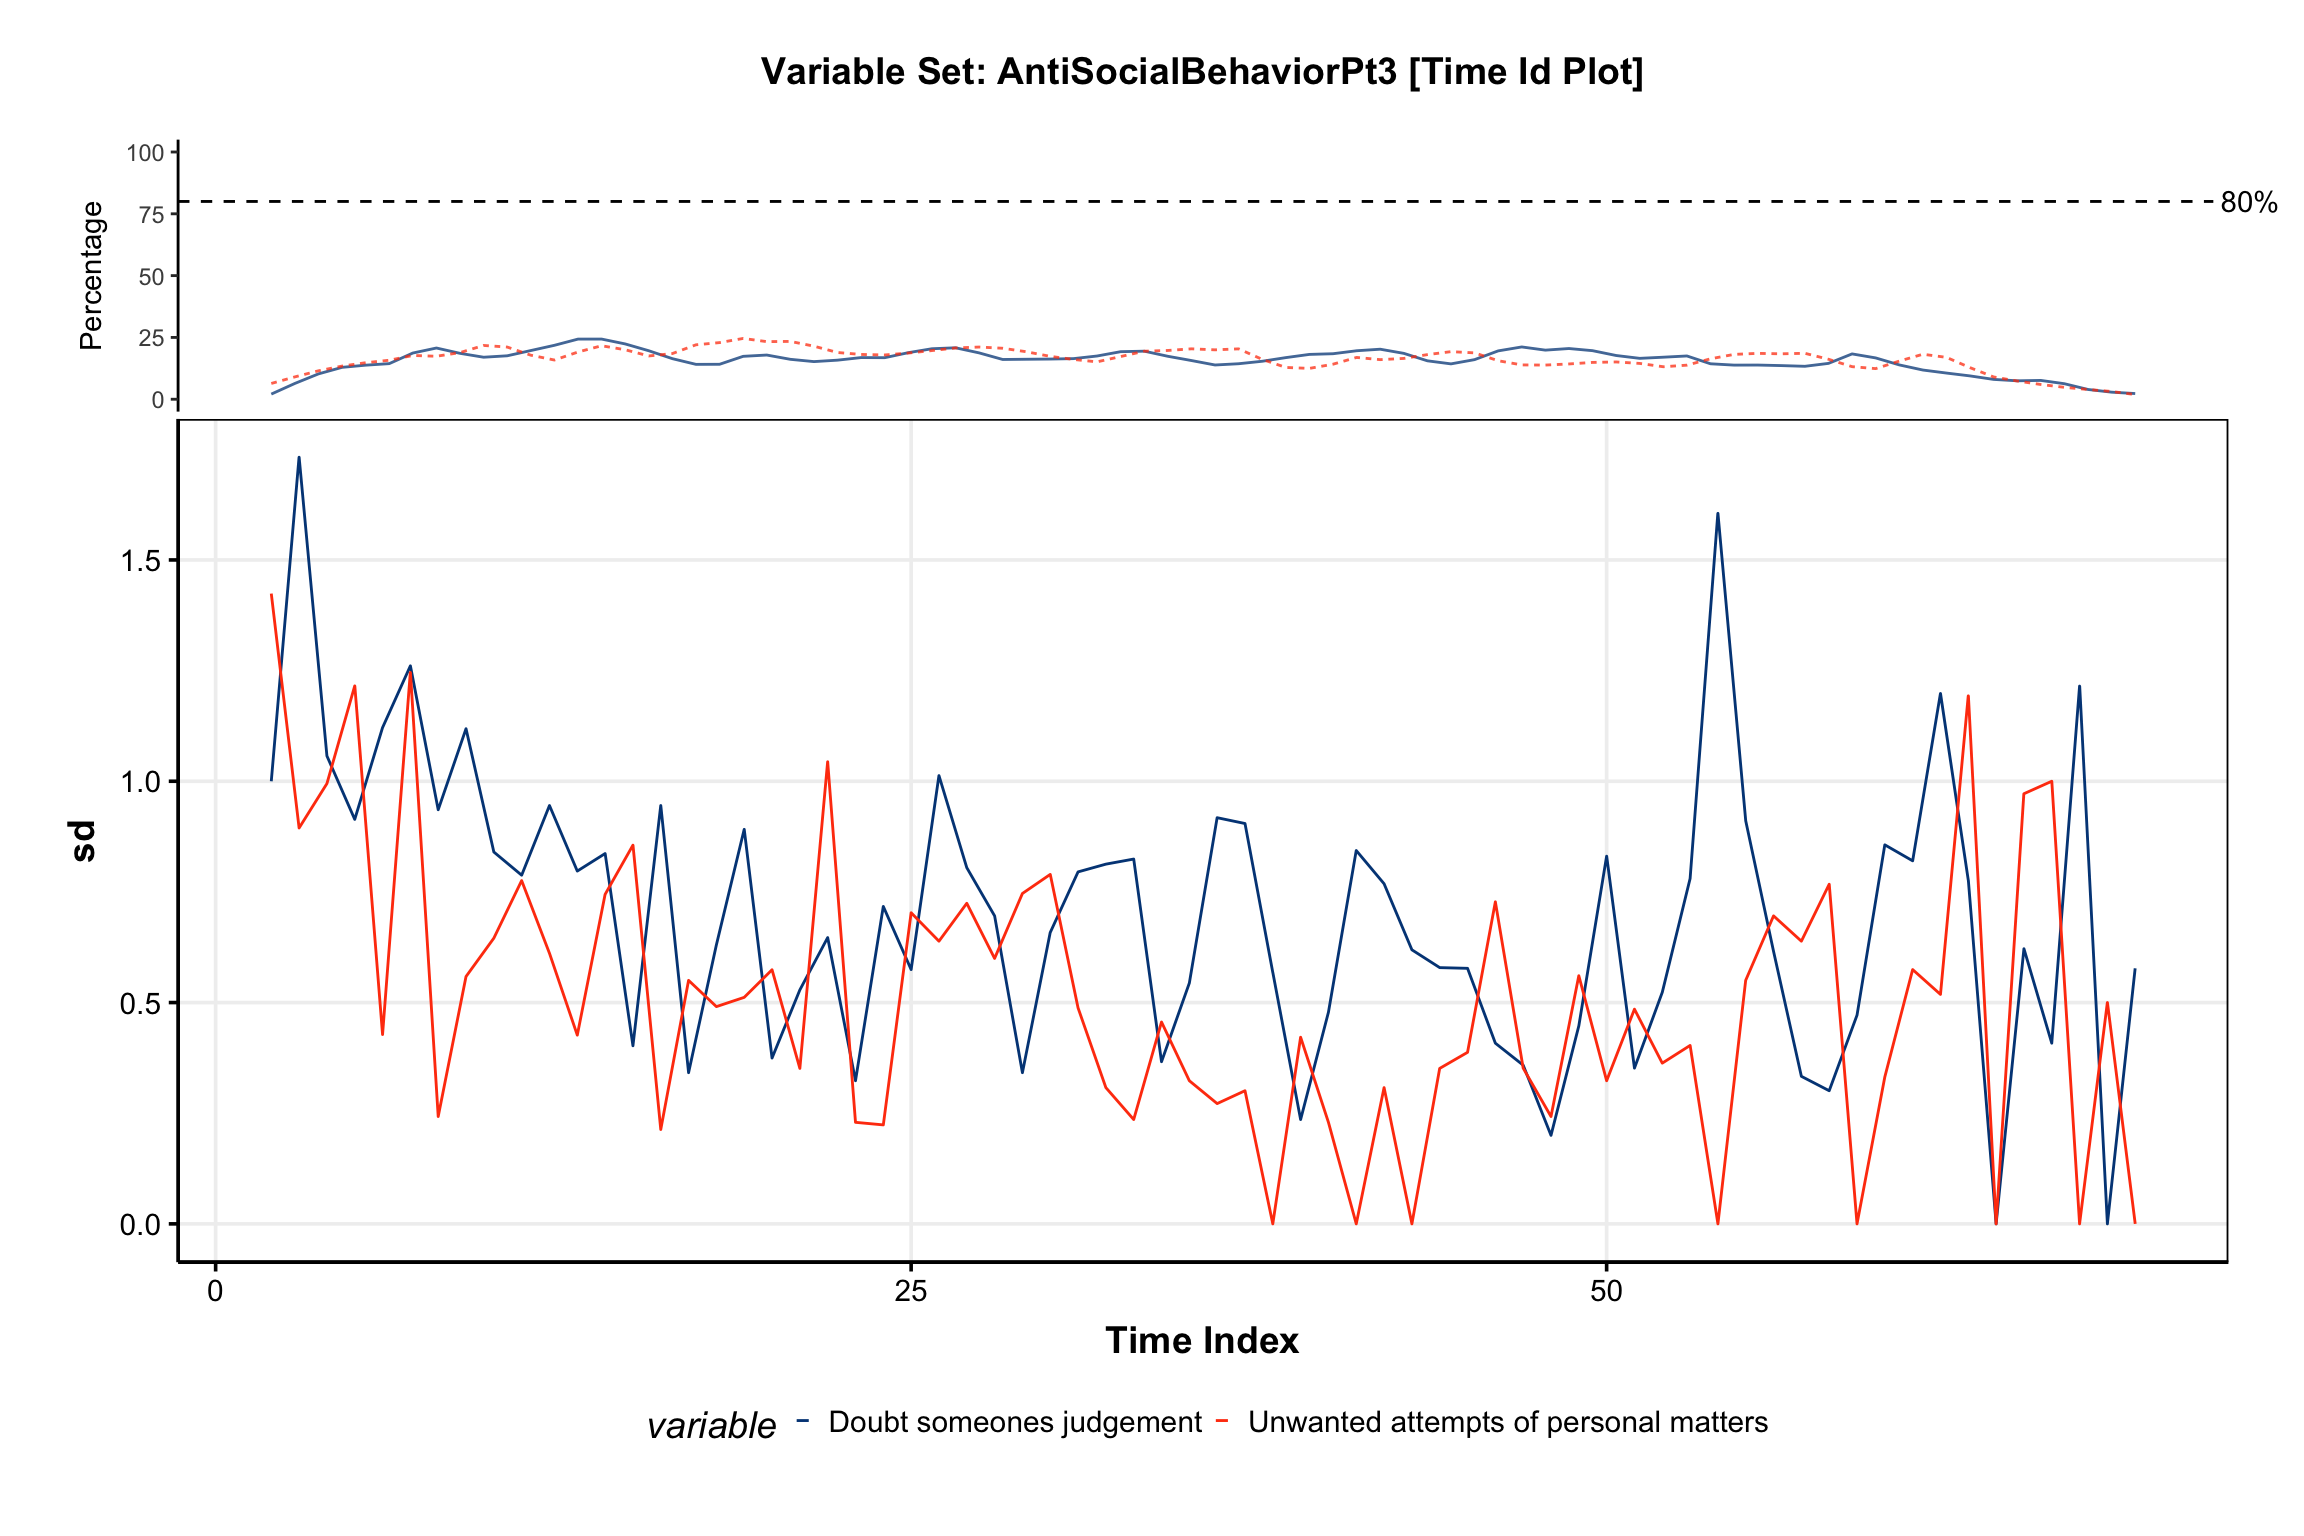 Variable Set: AntiSocialBehaviorPt3 [Time Id Plot]
100
75
50
25
0
Percentage
80%
1.5
1.0
0.5
0.0
sd
0 25 50
Time Index
variable Doubt someones judgement Unwanted attempts of personal matters